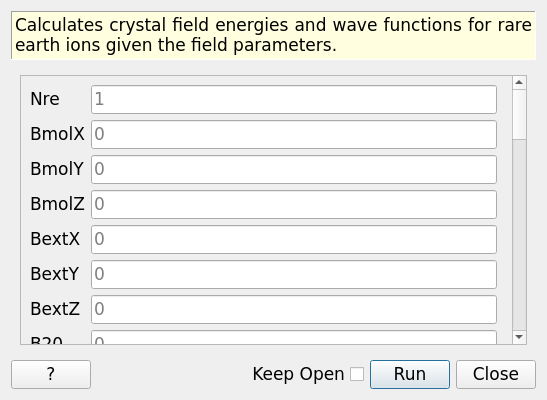 Calculates crystal field energies and wave functions for rare
earth ions given the field parameters.
Nre 1
BmolX 0
BmolY 0
BmolZ 0
BextX 0
BextY 0
BextZ 0
B20 0
? Keep Open Run Close